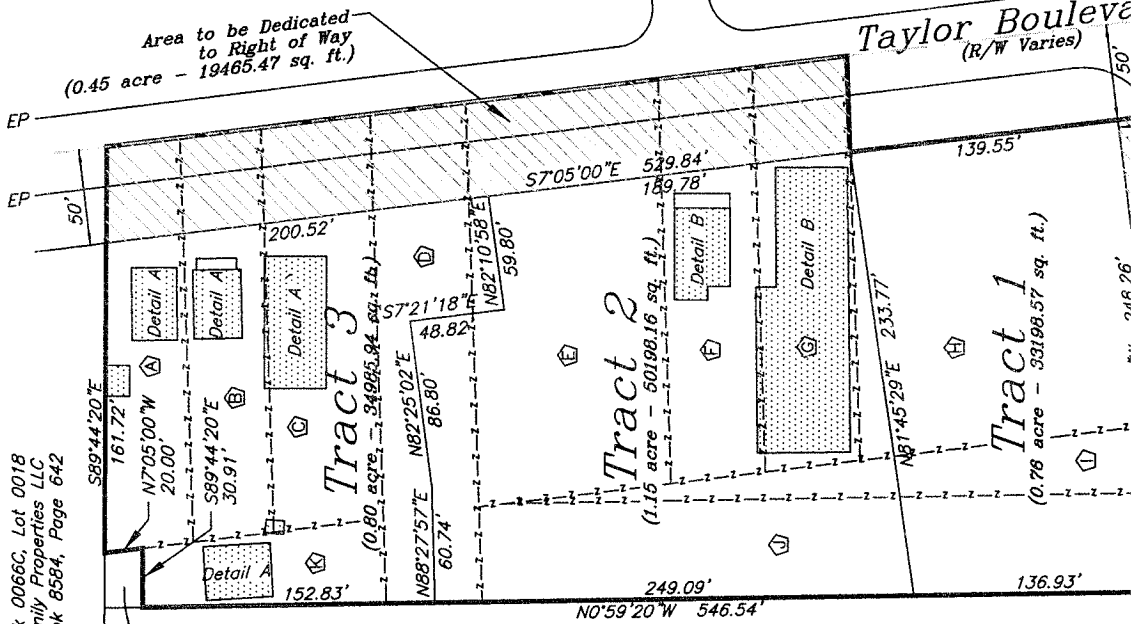 Area to be Dedicated
to Right of Way
(0.45 acre - 19465.47 sq. ft.)
Taylor Bouleva
(R/W Varies)
50'
EP
EP
50'
S7°05'00"E 529.84'
139.55'
200.52'
189.78'
N82°10'58"E
59.80'
S7°21'18"E
48.82'
Detail A
Detail A
Detail A
Detail B
Detail B
Tract 3
(0.80 acre - 34985.94 sq. ft.)
Tract 2
(1.15 acre - 50198.16 sq. ft.)
Tract 1
(0.76 acre - 33198.57 sq. ft.)
N81°45'29"E 233.77'
248.26'
A
B
C
D
E
F
G
H
I
J
K
S89°44'20"E
161.72'
N7°05'00"W
20.00'
S89°44'20"E
30.91'
N82°25'02"E
86.80'
N88°27'57"E
60.74'
0066C, Lot 0018
mily Properties LLC
ok 8584, Page 642
Detail A
152.83'
249.09'
136.93'
N0°59'20"W 546.54'